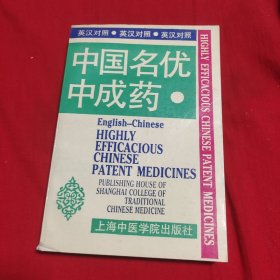 英汉对照 • 英汉对照 • 英汉对照
中国名优
中成药 •
English-Chinese
HIGHLY
EFFICACIOUS
CHINESE
PATENT MEDICINES
PUBLISHING HOUSE OF
SHANGHAI COLLEGE OF
TRADITIONAL
CHINESE MEDICINE
上海中医学院出版社
HIGHLY EFFICACIOUS CHINESE PATENT MEDICINES